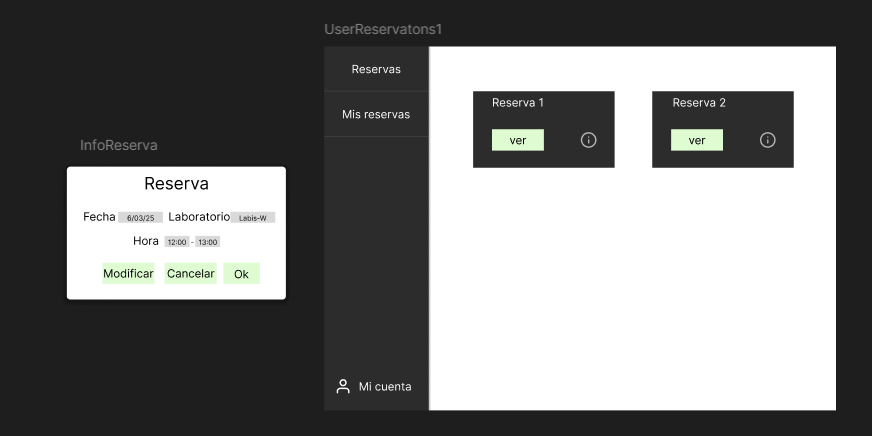 UserReservatons1
Reservas
Mis reservas
Mi cuenta
Reserva 1
ver
Reserva 2
ver
InfoReserva
Reserva
Fecha 6/03/25 Laboratorio Labis-W
Hora 12:00 - 13:00
Modificar Cancelar Ok